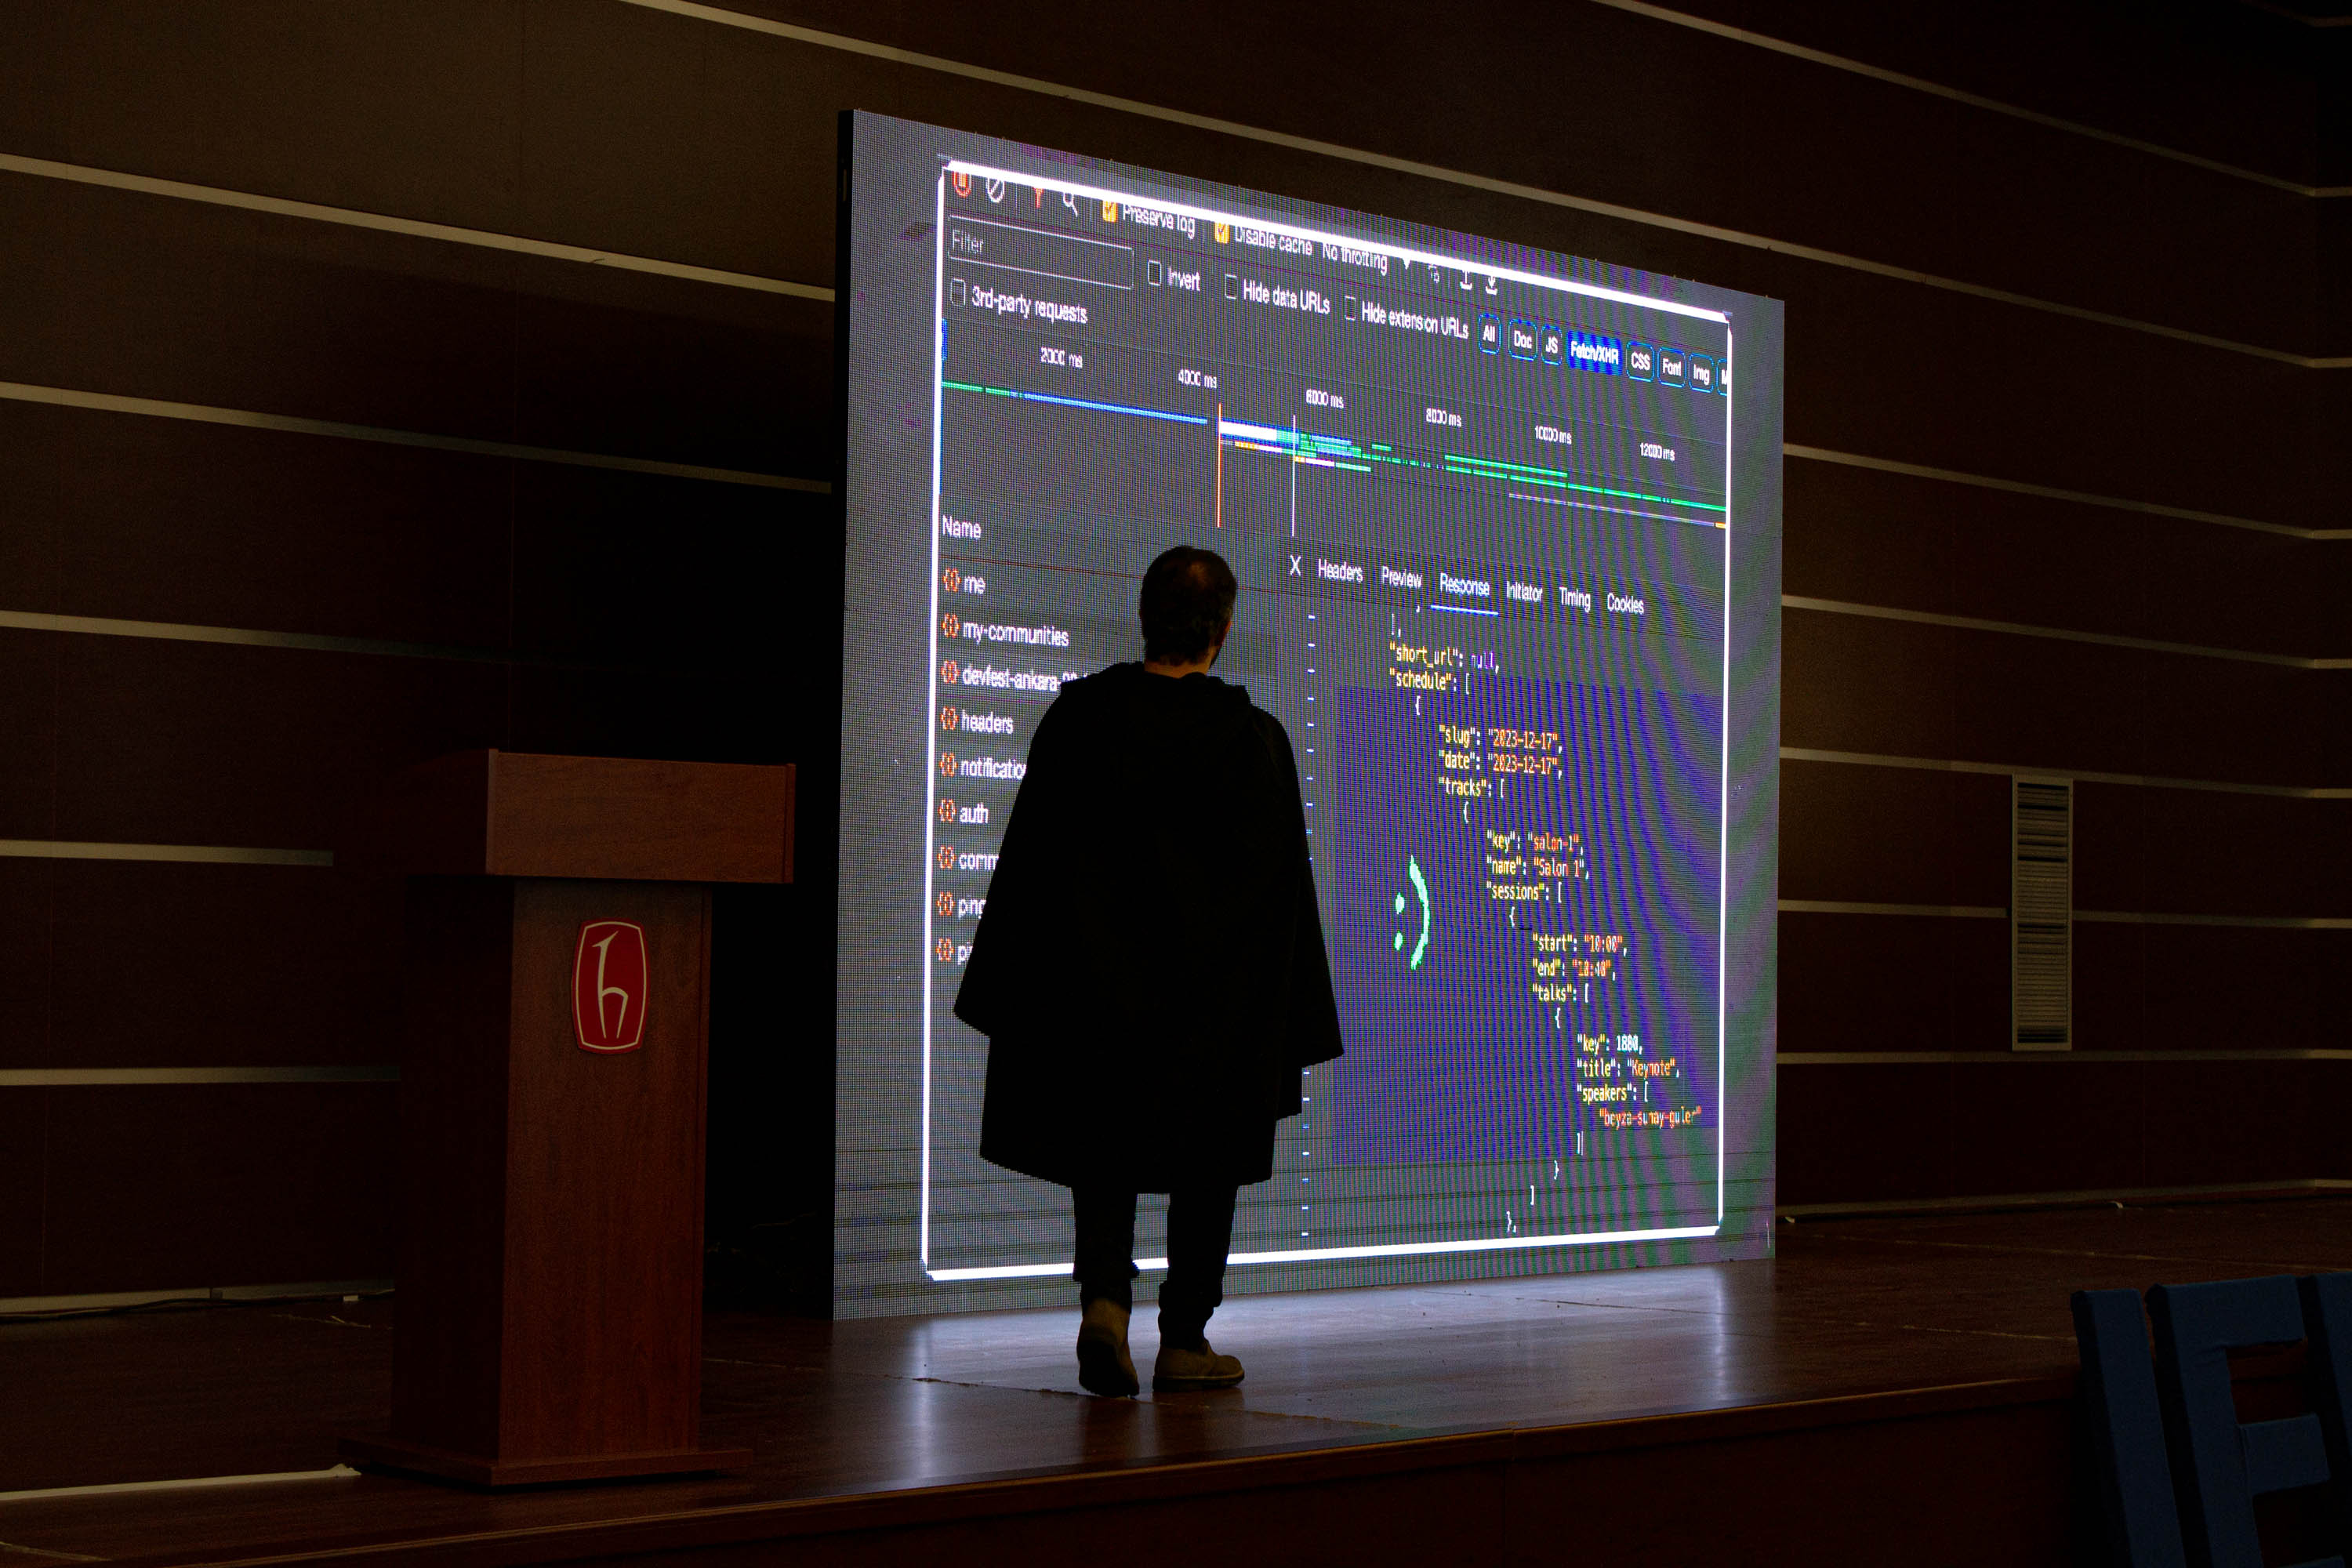 Preserve log Disable cache No throttling
Filter
Invert Hide data URLs Hide extension URLs All Doc JS Fetch/XHR CSS Font Img
3rd-party requests
2000 ms 4000 ms 6000 ms 8000 ms 10000 ms 12000 ms
Name
X Headers Preview Response Initiator Timing Cookies
{} me
{} my-communities
{} devfest-ankara-
{} headers
{} notificatio
{} auth
{} comm
{} ping
{} pi
],
"short_url": null,
"schedule": [
{
"slug": "2023-12-17",
"date": "2023-12-17",
"tracks": [
{
"key": "salon-1",
"name": "Salon 1",
"sessions": [
{
"start": "10:00",
"end": "10:40",
"talks": [
{
"key": 1880,
"title": "Keynote",
"speakers": [
"beyza-sunay-guler"
]
}
]
},
h